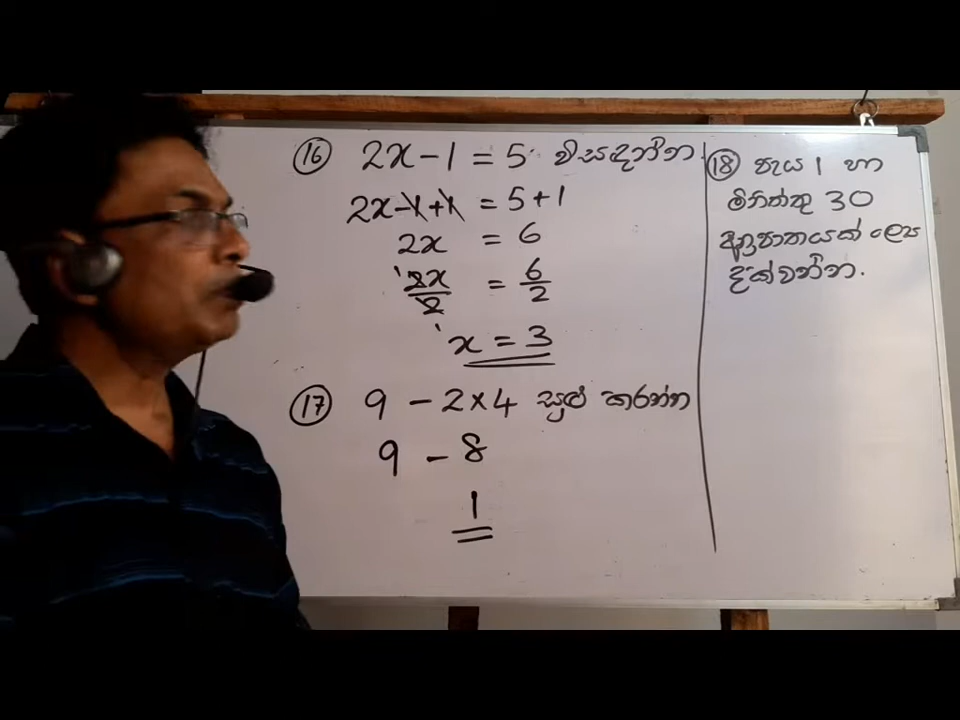 ⑯ 2x - 1 = 5 විසඳන්න.
2x - 1 + 1 = 5 + 1
2x = 6
2x/2 = 6/2
x = 3
⑰ 9 - 2 × 4 සුළු කරන්න
9 - 8
1
⑱ පැය 1 හා
මිනිත්තු 30
අනුපාතයක් ලෙස
දක්වන්න.